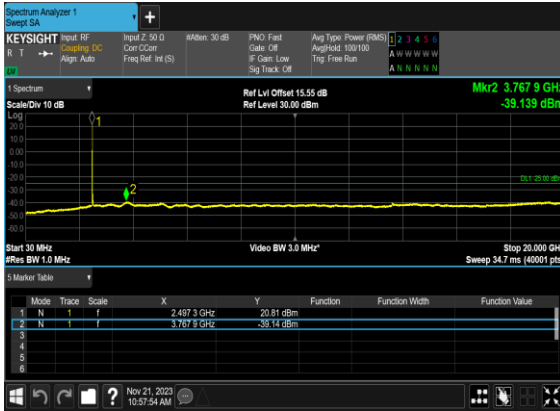 Spectrum Analyzer 1
Swept SA
+
KEYSIGHT Input: RF Input Z: 50 Ω #Atten: 30 dB PNO: Fast Avg Type: Power (RMS) 1 2 3 4 5 6
R T Coupling: DC Corr CCorr Gate: Off Avg|Hold: 100/100 A W W W W W
Align: Auto Freq Ref: Int (S) IF Gain: Low Trig: Free Run
Sig Track: Off A N N N N N
1 Spectrum Ref Lvl Offset 15.55 dB Mkr2 3.767 9 GHz
Scale/Div 10 dB Ref Level 30.00 dBm -39.139 dBm
Log
20.0
10.0
0.00
-10.0
-20.0
-30.0
-40.0
-50.0
-60.0
1
2
DL1 -25.00 dBm
Start 30 MHz Video BW 3.0 MHz* Stop 20.000 GHz
#Res BW 1.0 MHz Sweep 34.7 ms (40001 pts)
5 Marker Table
Mode Trace Scale X Y Function Function Width Function Value
1 N 1 f 2.497 3 GHz 20.81 dBm
2 N 1 f 3.767 9 GHz -39.14 dBm
3
4
5
6
? Nov 21, 2023
10:57:54 AM